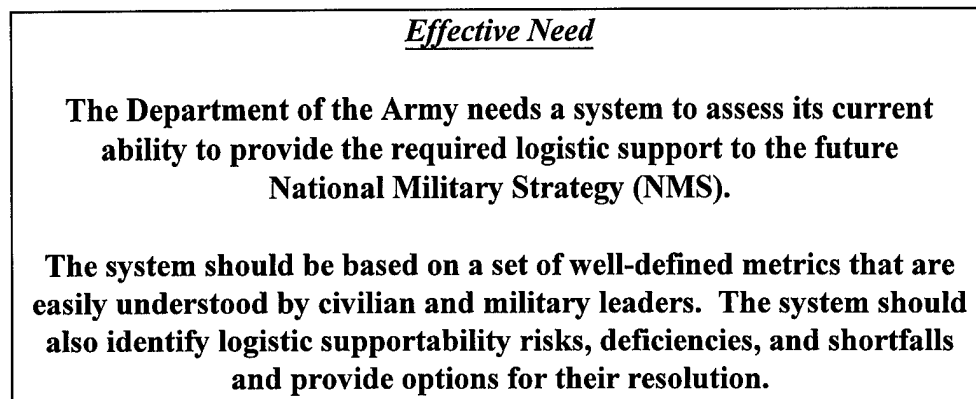 Effective Need
The Department of the Army needs a system to assess its current
ability to provide the required logistic support to the future
National Military Strategy (NMS).
The system should be based on a set of well-defined metrics that are
easily understood by civilian and military leaders. The system should
also identify logistic supportability risks, deficiencies, and shortfalls
and provide options for their resolution.